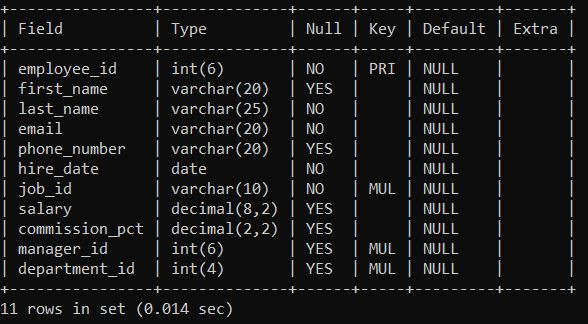 +----------------+--------------+------+-----+---------+-------+
| Field          | Type         | Null | Key | Default | Extra |
+----------------+--------------+------+-----+---------+-------+
| employee_id    | int(6)       | NO   | PRI | NULL    |       |
| first_name     | varchar(20)  | YES  |     | NULL    |       |
| last_name      | varchar(25)  | NO   |     | NULL    |       |
| email          | varchar(20)  | NO   |     | NULL    |       |
| phone_number   | varchar(20)  | YES  |     | NULL    |       |
| hire_date      | date         | NO   |     | NULL    |       |
| job_id         | varchar(10)  | NO   | MUL | NULL    |       |
| salary         | decimal(8,2) | YES  |     | NULL    |       |
| commission_pct | decimal(2,2) | YES  |     | NULL    |       |
| manager_id     | int(6)       | YES  | MUL | NULL    |       |
| department_id  | int(4)       | YES  | MUL | NULL    |       |
+----------------+--------------+------+-----+---------+-------+
11 rows in set (0.014 sec)